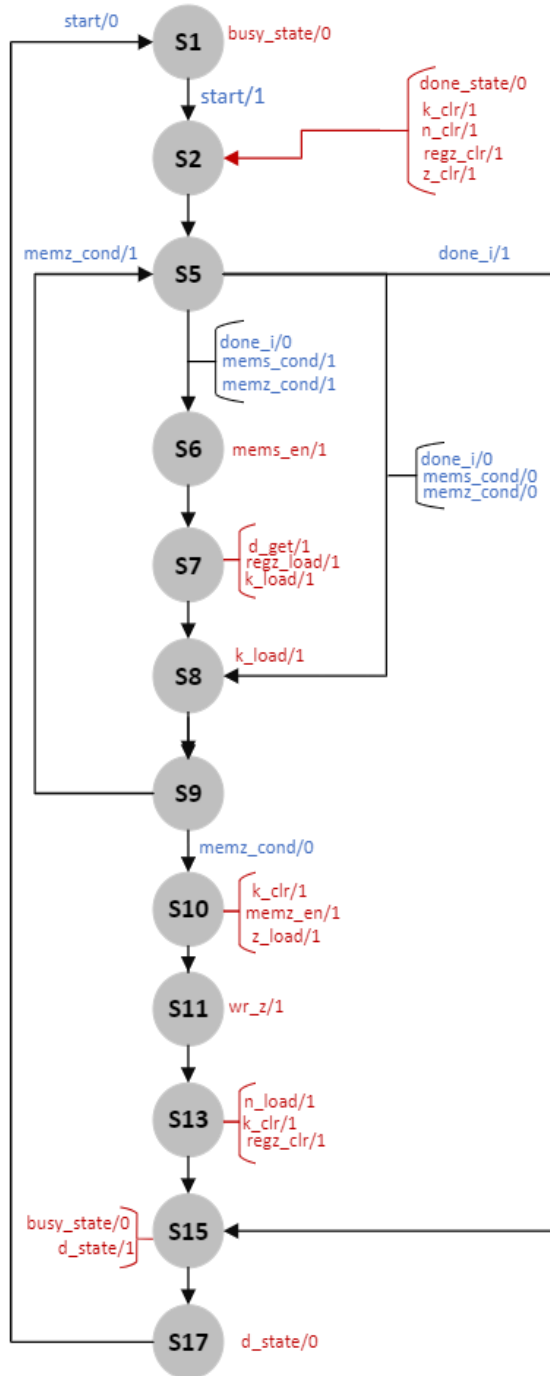 start/0
S1
busy_state/0
start/1
done_state/0
k_clr/1
n_clr/1
regz_clr/1
z_clr/1
S2
memz_cond/1
S5
done_i/1
done_i/0
mems_cond/1
memz_cond/1
S6
mems_en/1
done_i/0
mems_cond/0
memz_cond/0
S7
d_get/1
regz_load/1
k_load/1
k_load/1
S8
S9
memz_cond/0
S10
k_clr/1
memz_en/1
z_load/1
S11
wr_z/1
S13
n_load/1
k_clr/1
regz_clr/1
busy_state/0
d_state/1
S15
S17
d_state/0